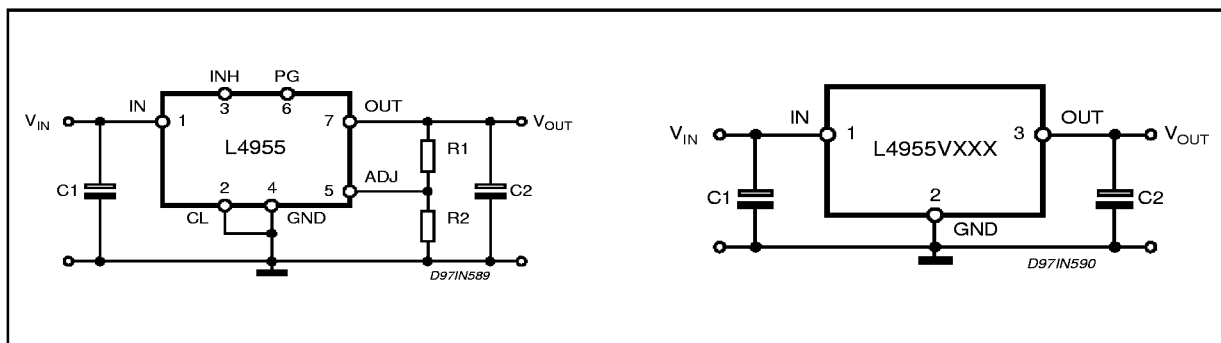 INH PG
IN 3 6 OUT
V_IN 1 7 V_OUT
L4955
R1
ADJ
C1 2 4 5 C2
CL GND
R2
D97IN589
IN OUT
V_IN 1 3 V_OUT
L4955VXXX
C1 2 C2
GND
D97IN590